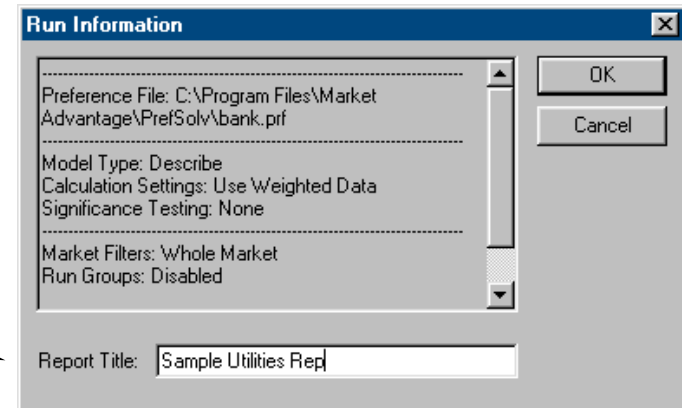 Run Information
OK
Cancel
----------------------------------------------------------------------
Preference File: C:\Program Files\Market
Advantage\PrefSolv\bank.prf
----------------------------------------------------------------------
Model Type: Describe
Calculation Settings: Use Weighted Data
Significance Testing: None
----------------------------------------------------------------------
Market Filters: Whole Market
Run Groups: Disabled
Report Title: Sample Utilities Rep